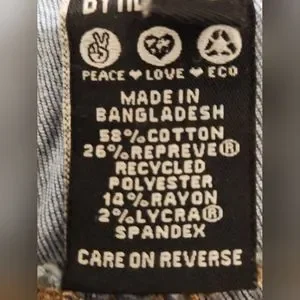 PEACE ❤ LOVE ❤ ECO
MADE IN
BANGLADESH
58% COTTON
26% REPREVE®
RECYCLED
POLYESTER
14% RAYON
2% LYCRA®
SPANDEX
CARE ON REVERSE